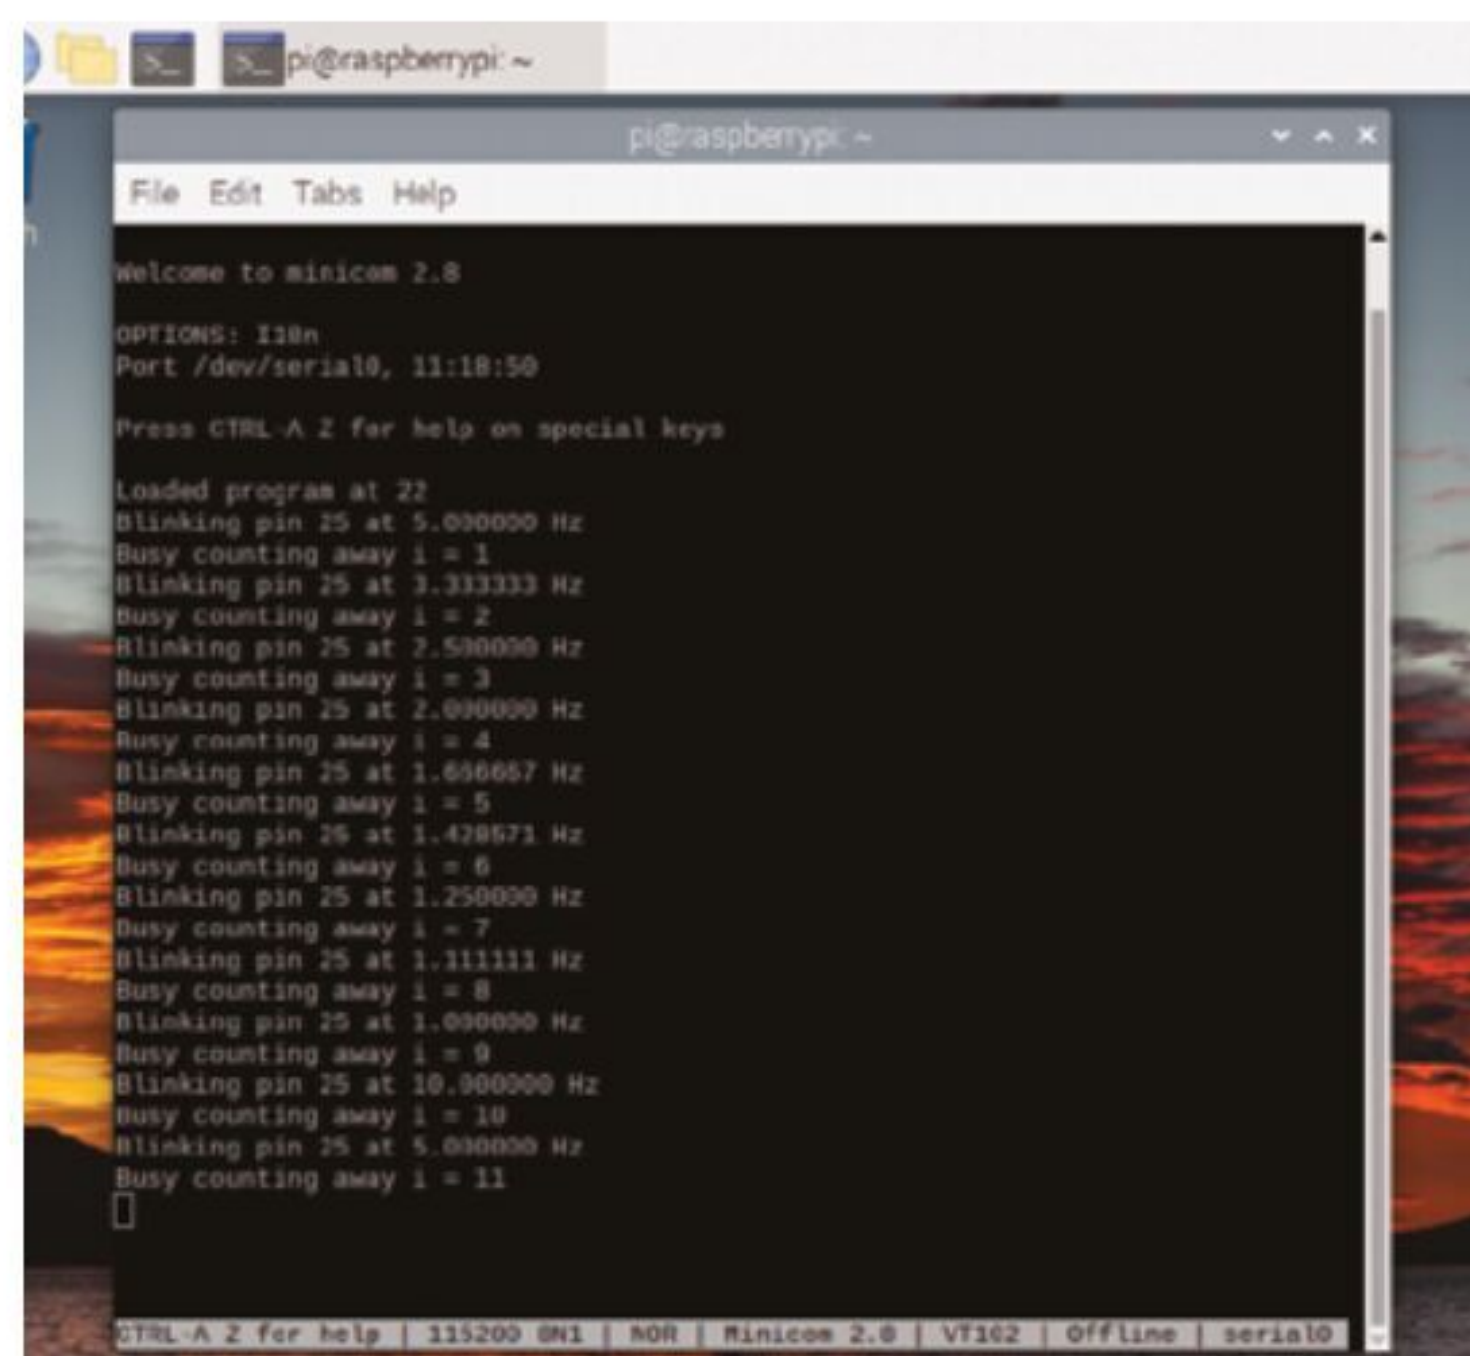 pi@raspberrypi: ~
pi@raspberrypi: ~
File Edit Tabs Help
Welcome to minicom 2.8
OPTIONS: I18n
Port /dev/serial0, 11:18:50
Press CTRL-A Z for help on special keys
Loaded program at 22
Blinking pin 25 at 5.000000 Hz
Busy counting away i = 1
Blinking pin 25 at 3.333333 Hz
Busy counting away i = 2
Blinking pin 25 at 2.500000 Hz
Busy counting away i = 3
Blinking pin 25 at 2.000000 Hz
Busy counting away i = 4
Blinking pin 25 at 1.666667 Hz
Busy counting away i = 5
Blinking pin 25 at 1.428571 Hz
Busy counting away i = 6
Blinking pin 25 at 1.250000 Hz
Busy counting away i = 7
Blinking pin 25 at 1.111111 Hz
Busy counting away i = 8
Blinking pin 25 at 1.000000 Hz
Busy counting away i = 9
Blinking pin 25 at 10.000000 Hz
Busy counting away i = 10
Blinking pin 25 at 5.000000 Hz
Busy counting away i = 11
CTRL-A Z for help | 115200 8N1 | NOR | Minicom 2.8 | VT102 | Offline | serial0